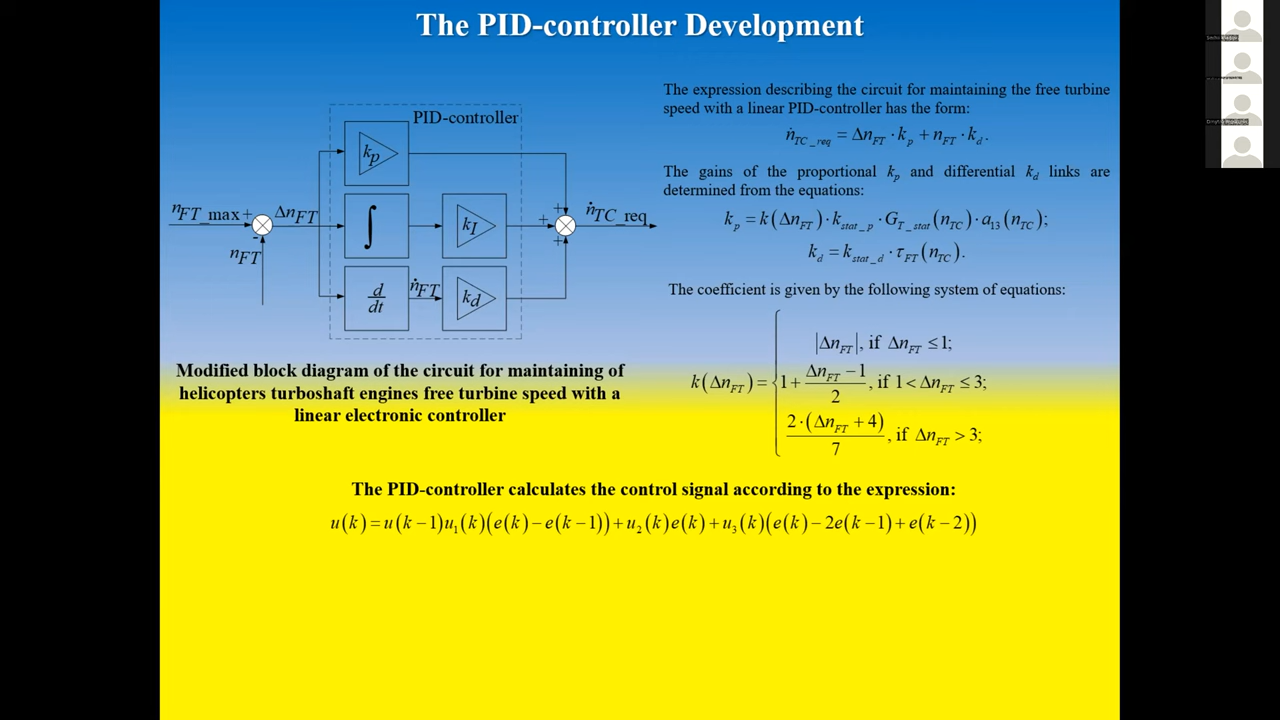 The PID-controller Development
PID-controller
k_p
n_FT_max +
Δn_FT
-
n_FT
∫
k_I
d/dt
ṅ_FT
k_d
+
+
+
ṅ_TC_req
Modified block diagram of the circuit for maintaining of
helicopters turboshaft engines free turbine speed with a
linear electronic controller
The expression describing the circuit for maintaining the free turbine
speed with a linear PID-controller has the form:
ṅ_TC_req = Δn_FT · k_p + n_FT · k_d.
The gains of the proportional k_p and differential k_d links are
determined from the equations:
k_p = k(Δn_FT) · k_stat_p · G_T_stat(n_TC) · a_13(n_TC);
k_d = k_stat_d · τ_FT(n_TC).
The coefficient is given by the following system of equations:
|Δn_FT|, if Δn_FT ≤ 1;
k(Δn_FT) = { 1 + (Δn_FT − 1)/2, if 1 < Δn_FT ≤ 3;
2 · (Δn_FT + 4)/7, if Δn_FT > 3;
The PID-controller calculates the control signal according to the expression:
u(k) = u(k−1)u_1(k)(e(k) − e(k−1)) + u_2(k)e(k) + u_3(k)(e(k) − 2e(k−1) + e(k−2))